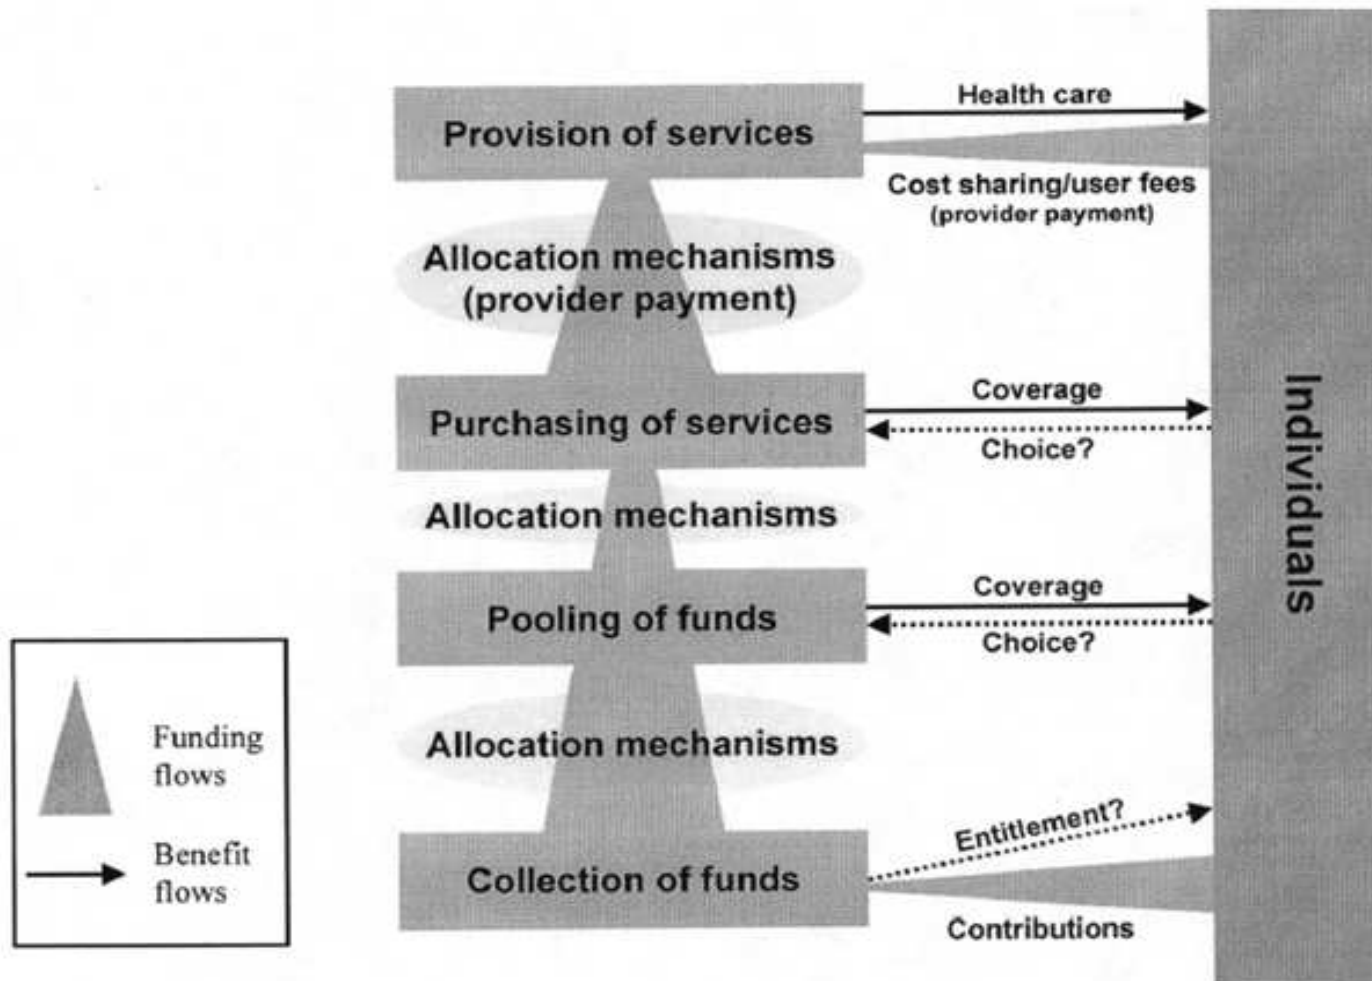 Provision of services
Health care
Cost sharing/user fees
(provider payment)
Allocation mechanisms
(provider payment)
Purchasing of services
Coverage
Choice?
Allocation mechanisms
Pooling of funds
Coverage
Choice?
Individuals
Allocation mechanisms
Funding
flows
Benefit
flows
Collection of funds
Entitlement?
Contributions